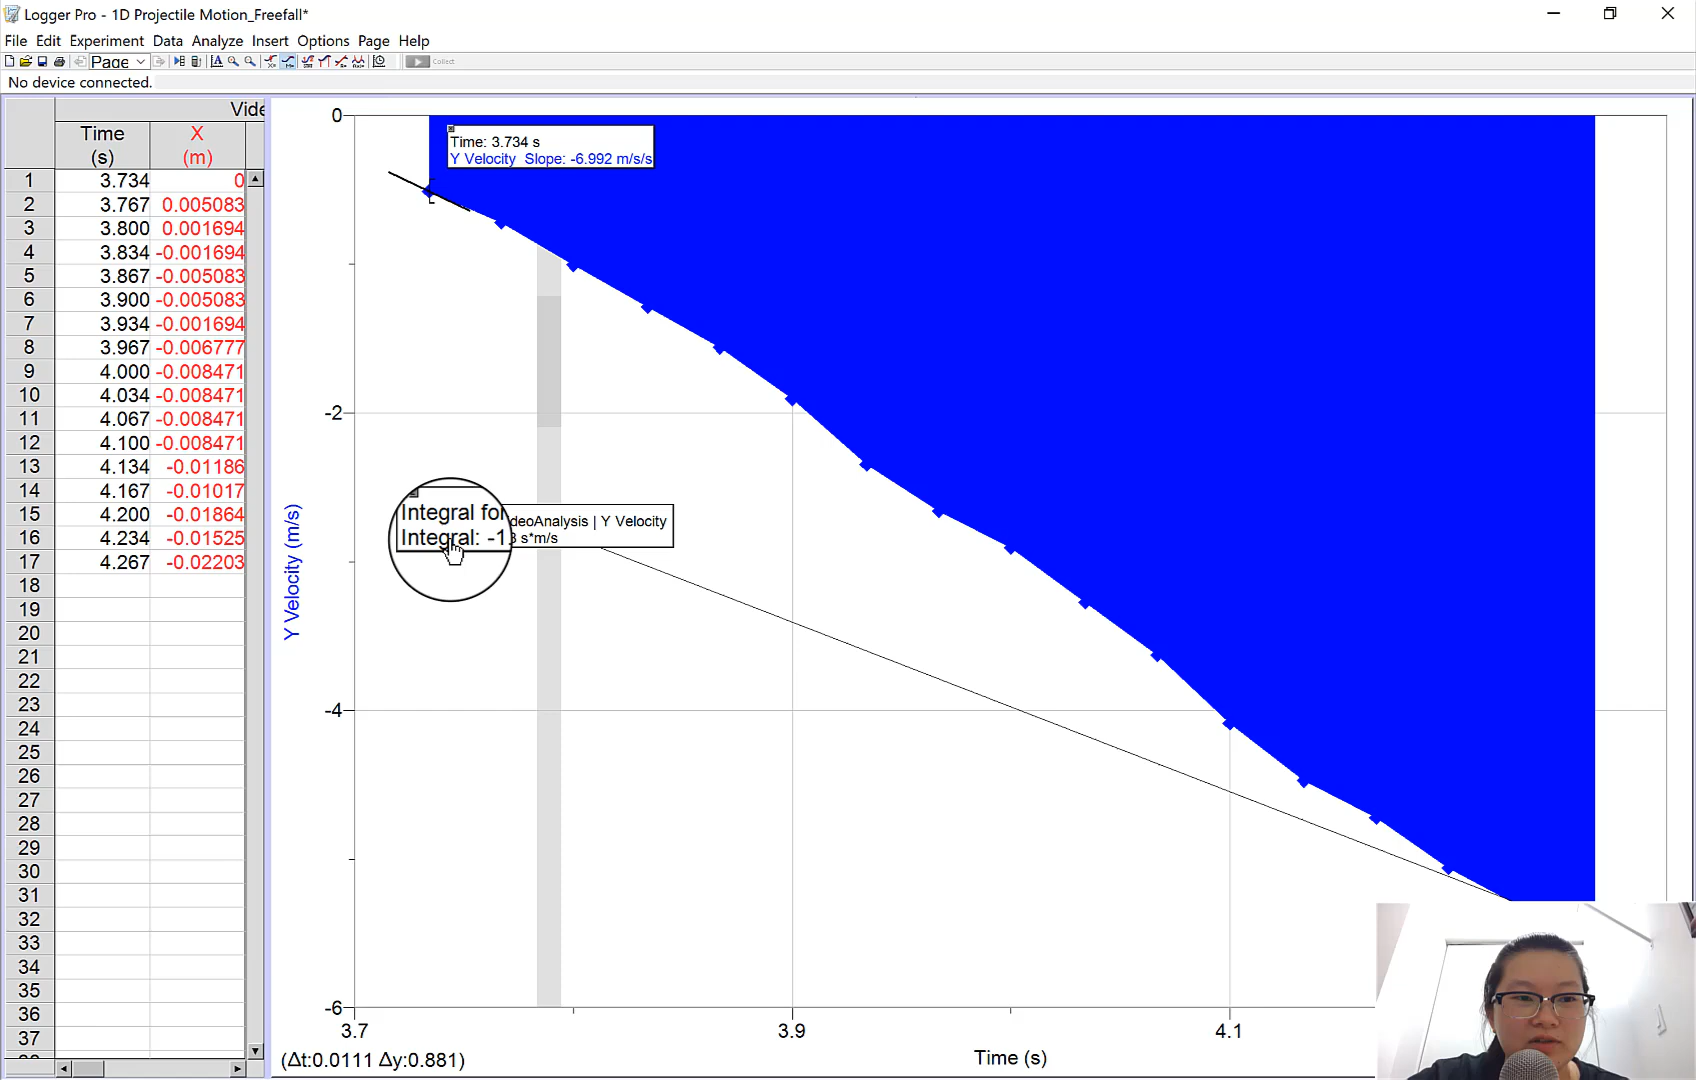 Logger Pro - 1D Projectile Motion_Freefall*
File Edit Experiment Data Analyze Insert Options Page Help
Page
Collect
No device connected.
Vide
Time X
(s) (m)
1 3.734 0
2 3.767 0.005083
3 3.800 0.001694
4 3.834 -0.001694
5 3.867 -0.005083
6 3.900 -0.005083
7 3.934 -0.001694
8 3.967 -0.006777
9 4.000 -0.008471
10 4.034 -0.008471
11 4.067 -0.008471
12 4.100 -0.008471
13 4.134 -0.01186
14 4.167 -0.01017
15 4.200 -0.01864
16 4.234 -0.01525
17 4.267 -0.02203
18
19
20
21
22
23
24
25
26
27
28
29
30
31
32
33
34
35
36
37
Time: 3.734 s
Y Velocity Slope: -6.992 m/s/s
Integral for deoAnalysis | Y Velocity
Integral: -1 s*m/s
Y Velocity (m/s)
0
-2
-4
-6
3.7 3.9 4.1
Time (s)
(Δt:0.0111 Δy:0.881)